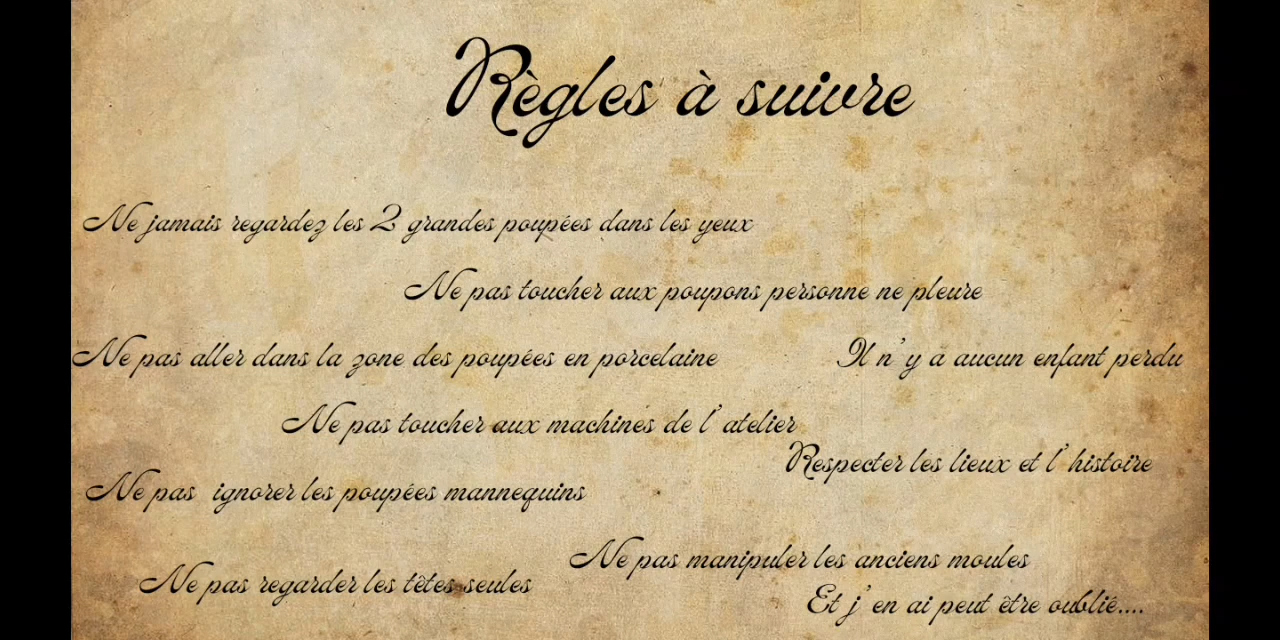 Règles à suivre
Ne jamais regardez les 2 grandes poupées dans les yeux
Ne pas toucher aux poupons personne ne pleure
Ne pas aller dans la zone des poupées en porcelaine
Il n'y a aucun enfant perdu
Ne pas toucher aux machines de l'atelier
Respecter les lieux et l'histoire
Ne pas ignorer les poupées mannequins
Ne pas manipuler les anciens moules
Ne pas regarder les têtes seules
Et j'en ai peut être oublié....